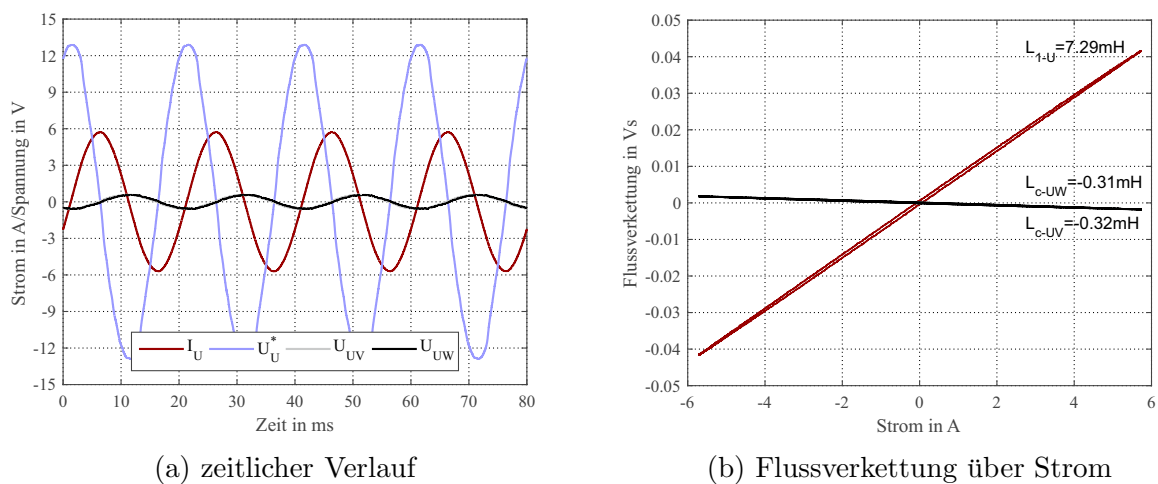 Strom in A/Spannung in V
15
12
9
6
3
0
-3
-6
-9
-12
-15
I_U U_U^* U_UV U_UW
0 10 20 30 40 50 60 70 80
Zeit in ms
(a) zeitlicher Verlauf
Flussverkettung in Vs
0.05
0.04
0.03
0.02
0.01
0
-0.01
-0.02
-0.03
-0.04
-0.05
L_1-U=7.29mH
L_c-UW=-0.31mH
L_c-UV=-0.32mH
-6 -4 -2 0 2 4 6
Strom in A
(b) Flussverkettung über Strom